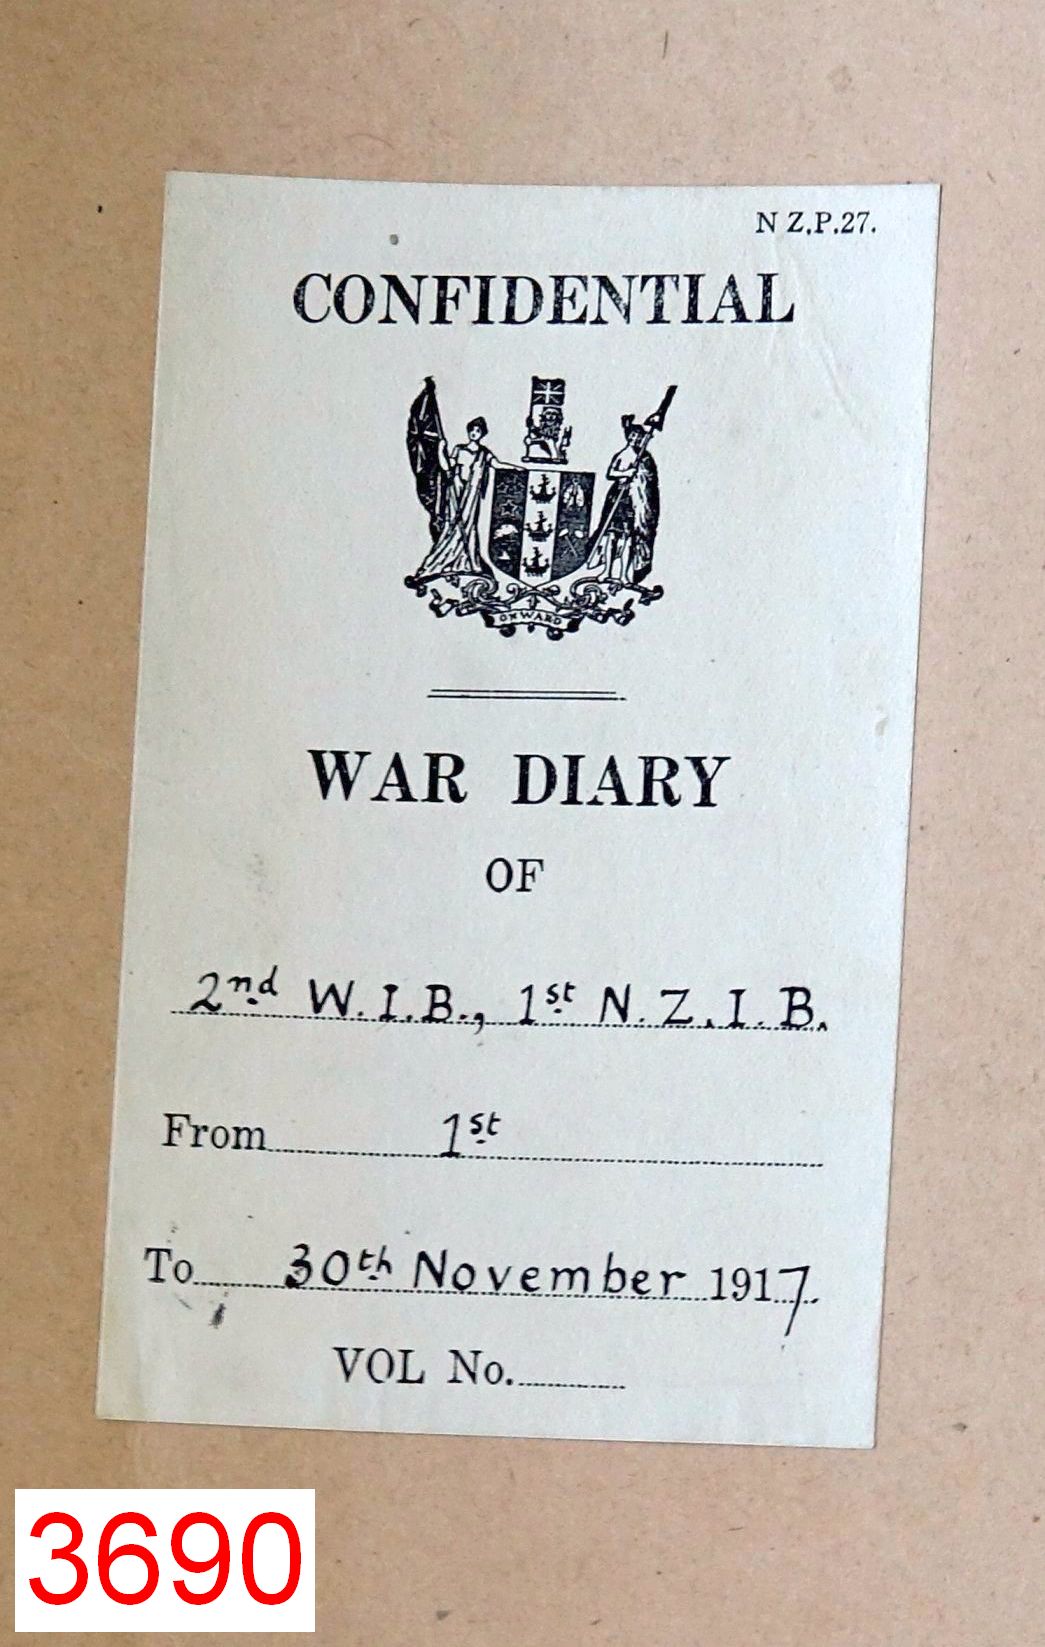 N Z.P.27.
CONFIDENTIAL
ONWARD
WAR DIARY
OF
2nd W.I.B., 1st N.Z.I.B.
From 1st
To 30th November 1917.
VOL No.
3690